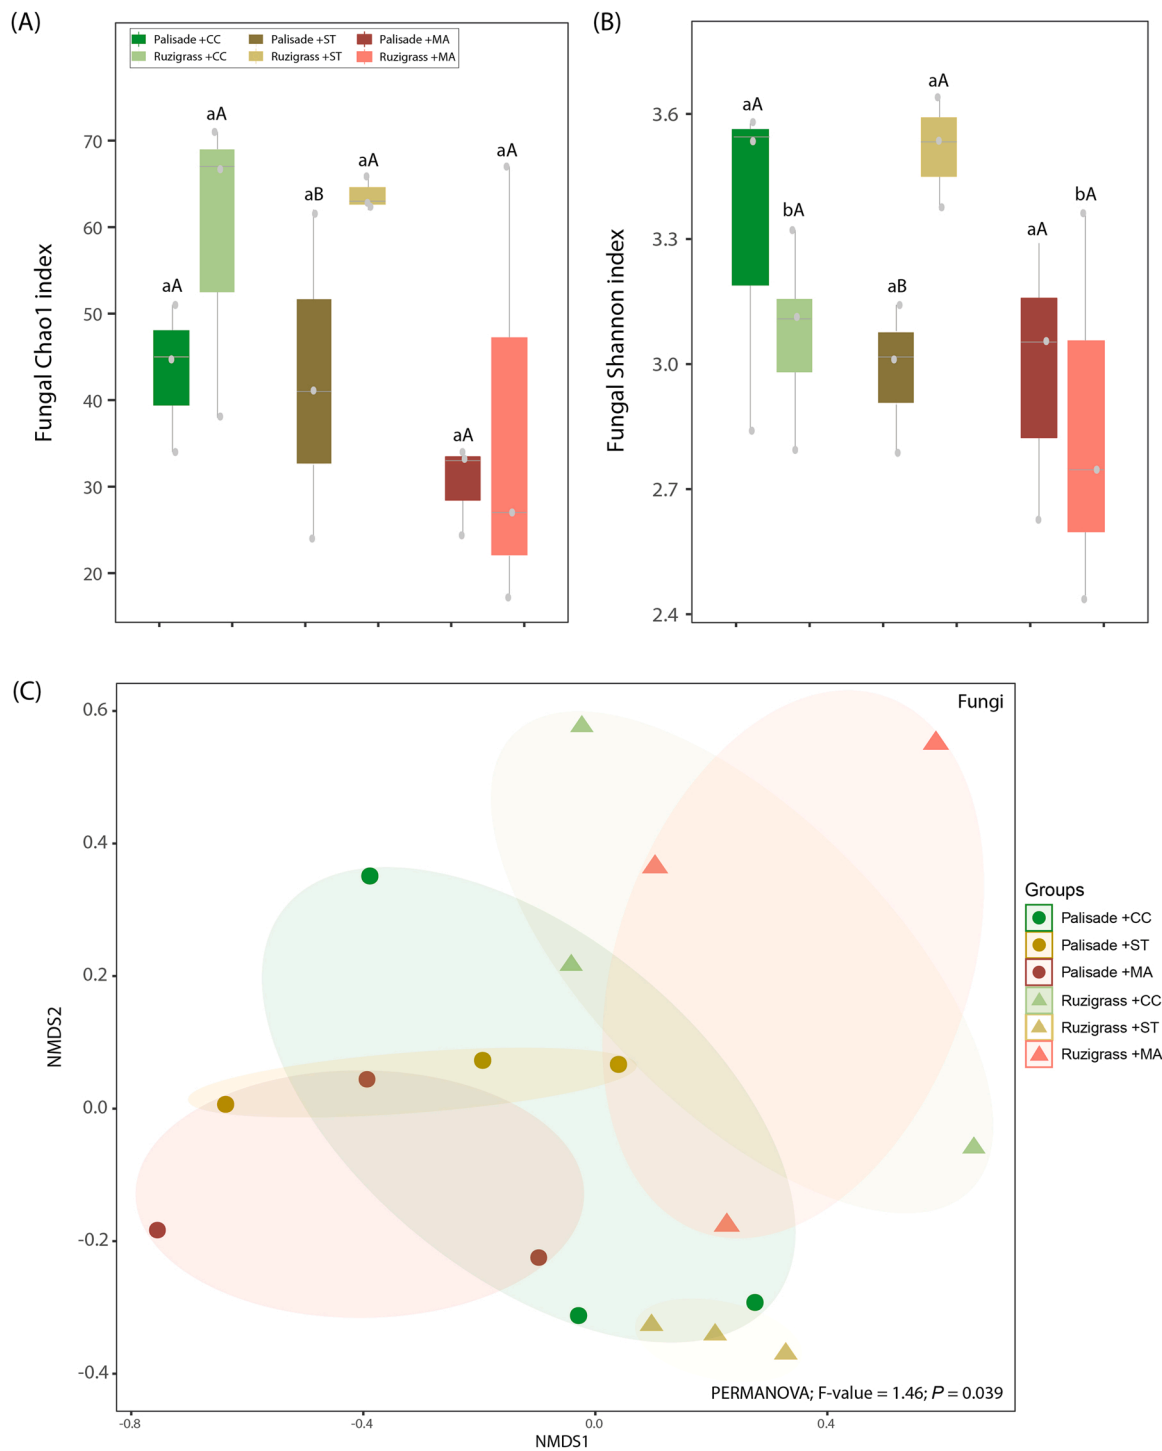 (A)
Palisade +CC Palisade +ST Palisade +MA
Ruzigrass +CC Ruzigrass +ST Ruzigrass +MA
Fungal Chao1 index
70
60
50
40
30
20
aA
aA
aB
aA
aA
aA
(B)
Fungal Shannon index
3.6
3.3
3.0
2.7
2.4
aA
bA
aB
aA
aA
bA
(C)
Fungi
NMDS2
0.6
0.4
0.2
0.0
-0.2
-0.4
PERMANOVA; F-value = 1.46; P = 0.039
-0.8 -0.4 0.0 0.4
NMDS1
Groups
Palisade +CC
Palisade +ST
Palisade +MA
Ruzigrass +CC
Ruzigrass +ST
Ruzigrass +MA